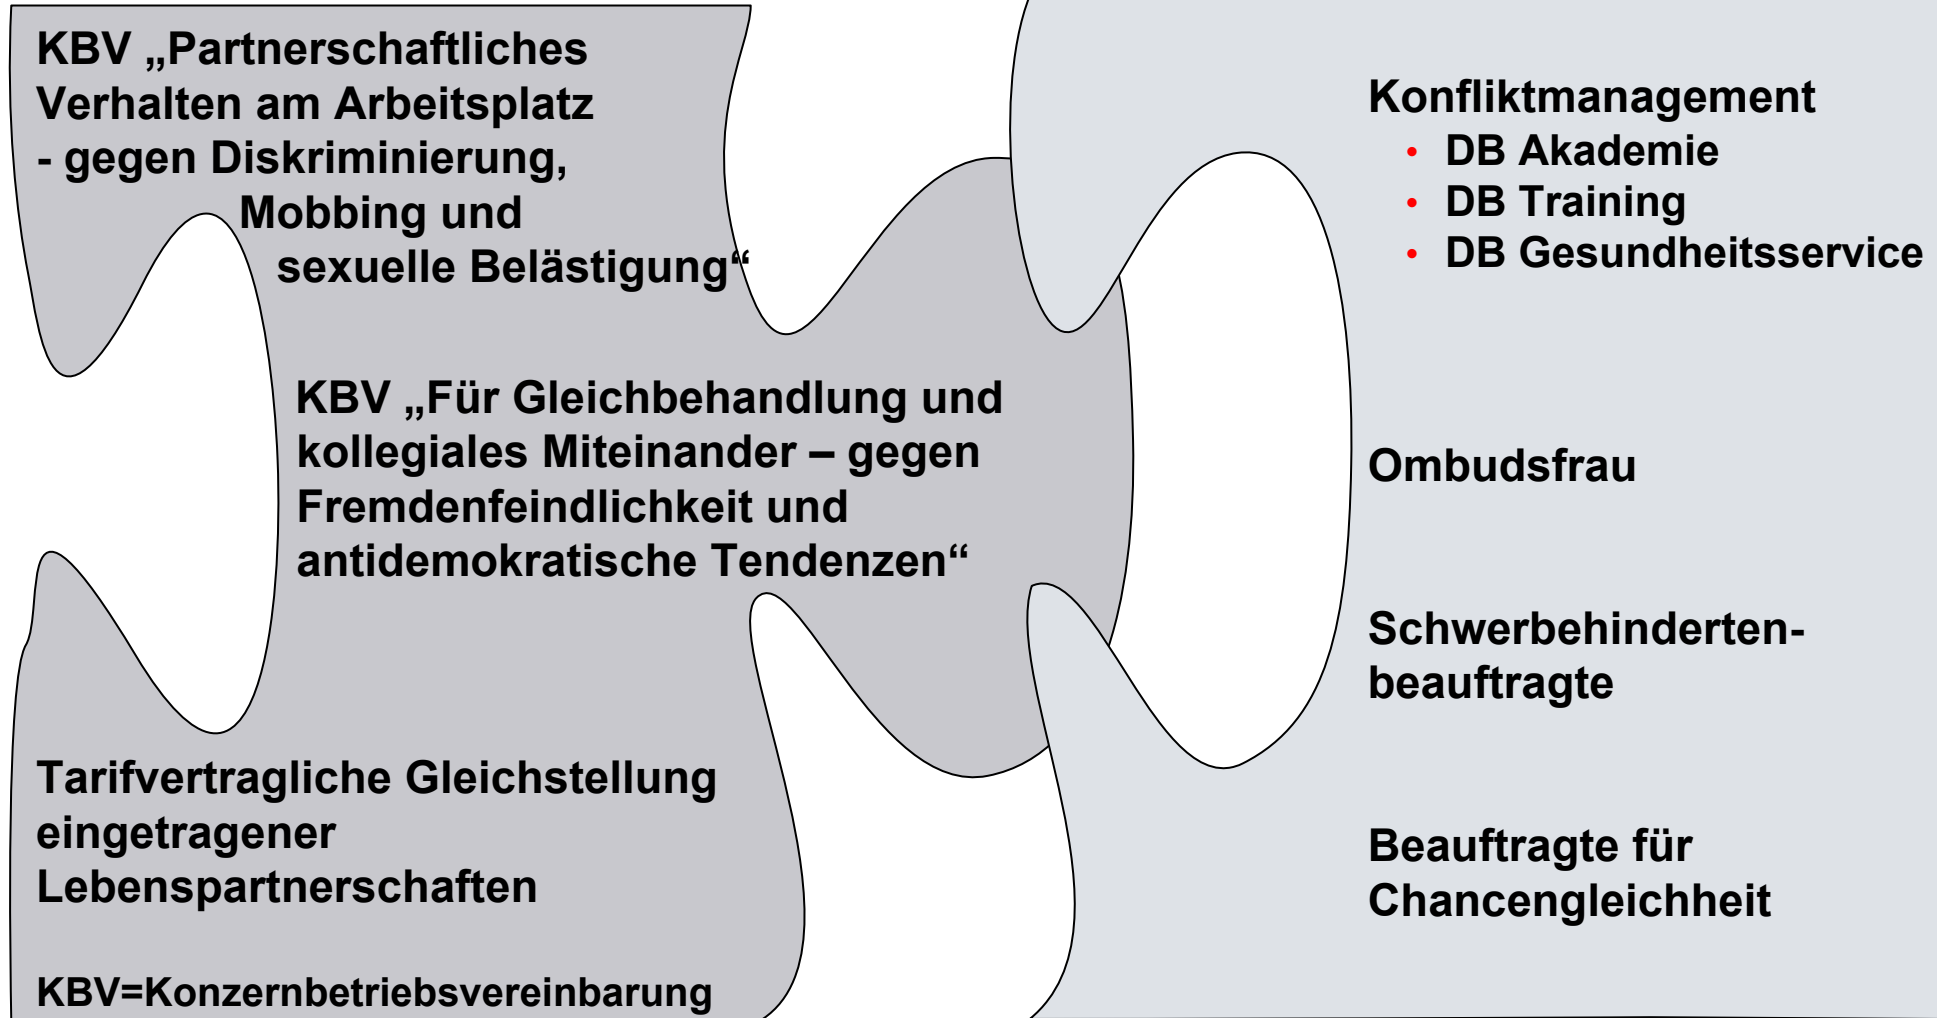 KBV „Partnerschaftliches
Verhalten am Arbeitsplatz
- gegen Diskriminierung,
Mobbing und
sexuelle Belästigung“
KBV „Für Gleichbehandlung und
kollegiales Miteinander – gegen
Fremdenfeindlichkeit und
antidemokratische Tendenzen“
Tarifvertragliche Gleichstellung
eingetragener
Lebenspartnerschaften
KBV=Konzernbetriebsvereinbarung
Konfliktmanagement
• DB Akademie
• DB Training
• DB Gesundheitsservice
Ombudsfrau
Schwerbehinderten-
beauftragte
Beauftragte für
Chancengleichheit